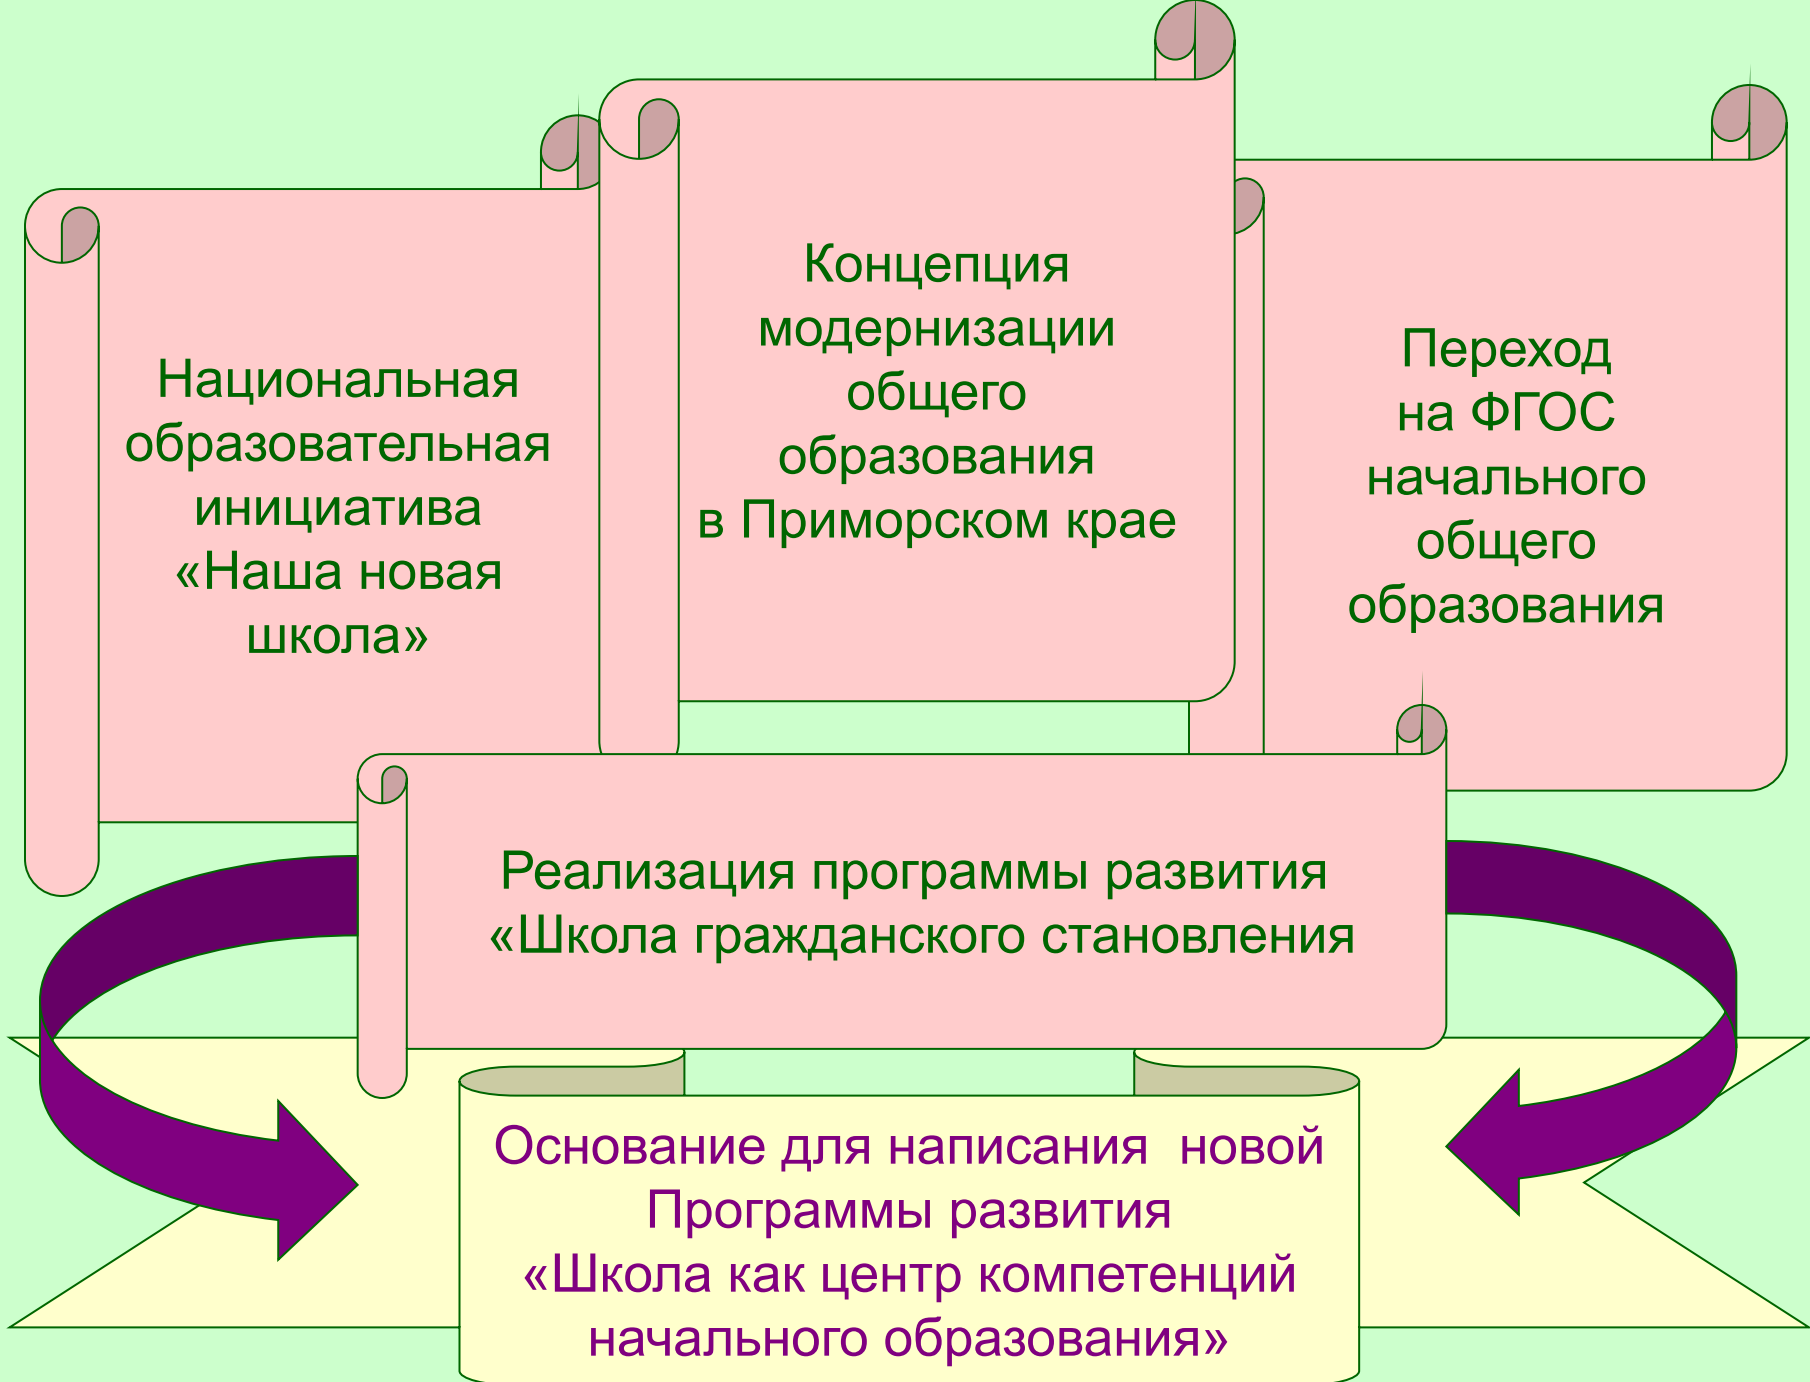 Национальная
образовательная
инициатива
«Наша новая
школа»
Концепция
модернизации
общего
образования
в Приморском крае
Переход
на ФГОС
начального
общего
образования
Реализация программы развития
«Школа гражданского становления
Основание для написания  новой
Программы развития
«Школа как центр компетенций
начального образования»